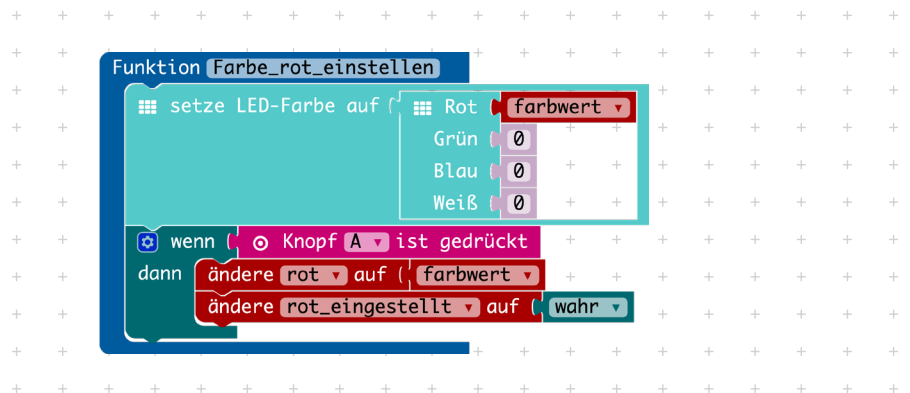 Funktion Farbe_rot_einstellen
setze LED-Farbe auf Rot farbwert
Grün 0
Blau 0
Weiß 0
wenn Knopf A ist gedrückt
dann ändere rot auf farbwert
ändere rot_eingestellt auf wahr